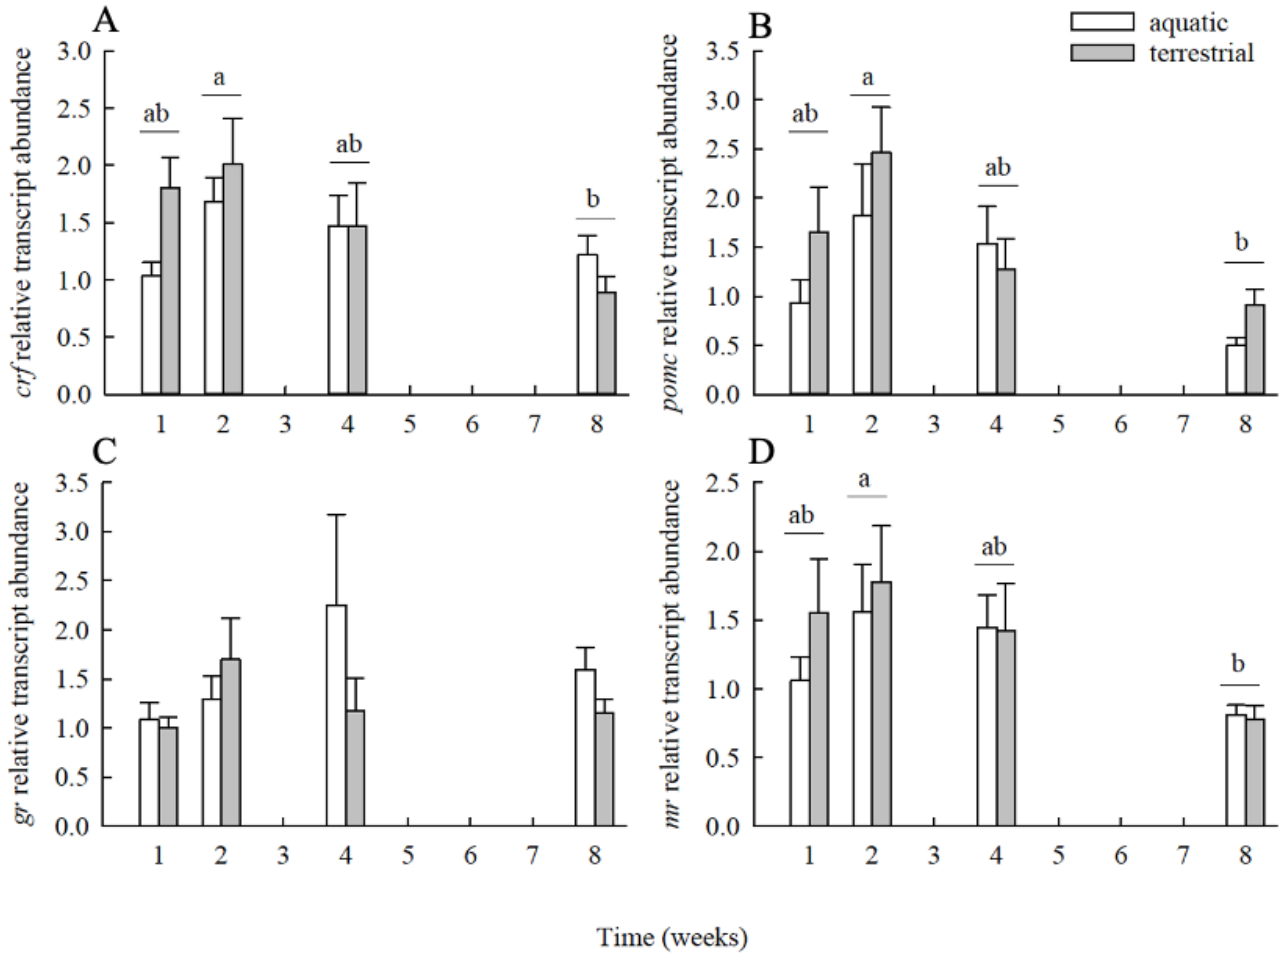 A
crf relative transcript abundance
3.0
2.5
2.0
1.5
1.0
0.5
0.0
ab
a
ab
b
1 2 3 4 5 6 7 8
B
aquatic
terrestrial
pomc relative transcript abundance
3.5
3.0
2.5
2.0
1.5
1.0
0.5
0.0
ab
a
ab
b
1 2 3 4 5 6 7 8
C
gr relative transcript abundance
3.5
3.0
2.5
2.0
1.5
1.0
0.5
0.0
1 2 3 4 5 6 7 8
D
mr relative transcript abundance
2.5
2.0
1.5
1.0
0.5
0.0
ab
a
ab
b
1 2 3 4 5 6 7 8
Time (weeks)